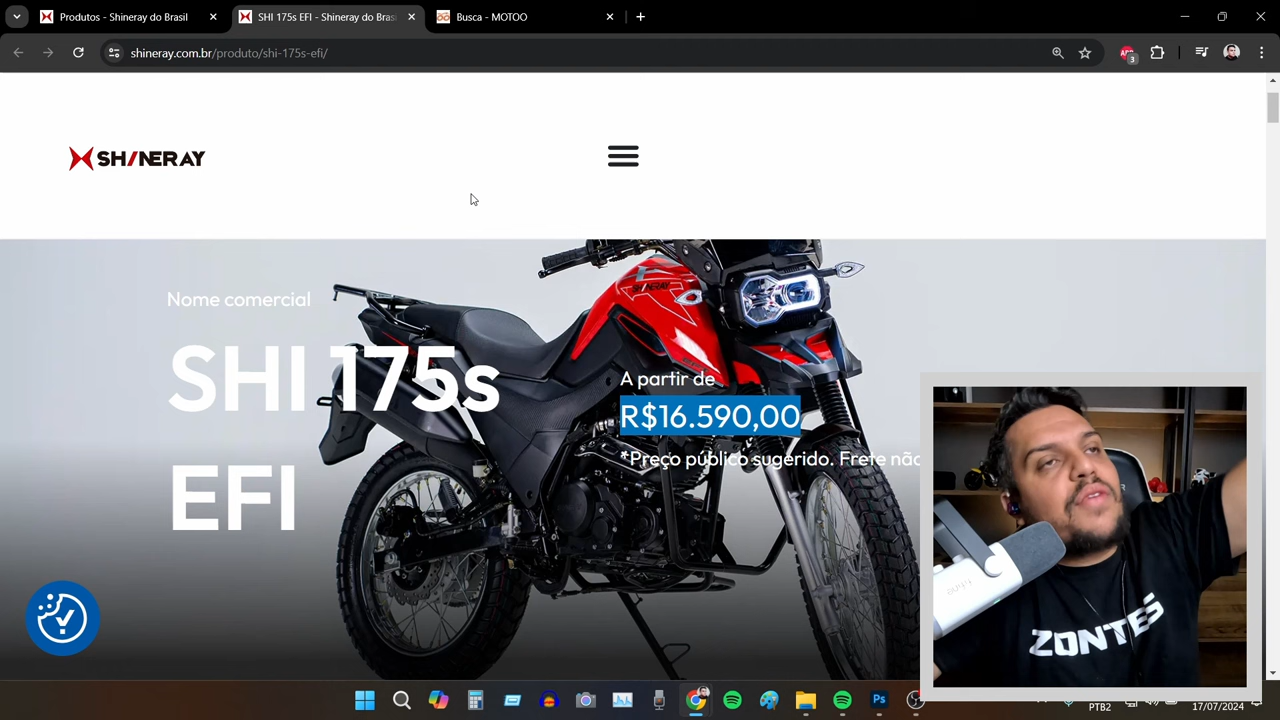 Produtos - Shineray do Brasil
SHI 175s EFI - Shineray do Bras
Busca - MOTOO
shineray.com.br/produto/shi-175s-efi/
3
SHINERAY
Nome comercial
SHI 175s
EFI
A partir de
R$16.590,00
*Preço público sugerido. Frete não
SHINERAY
ZONTES
PTB2
17/07/2024